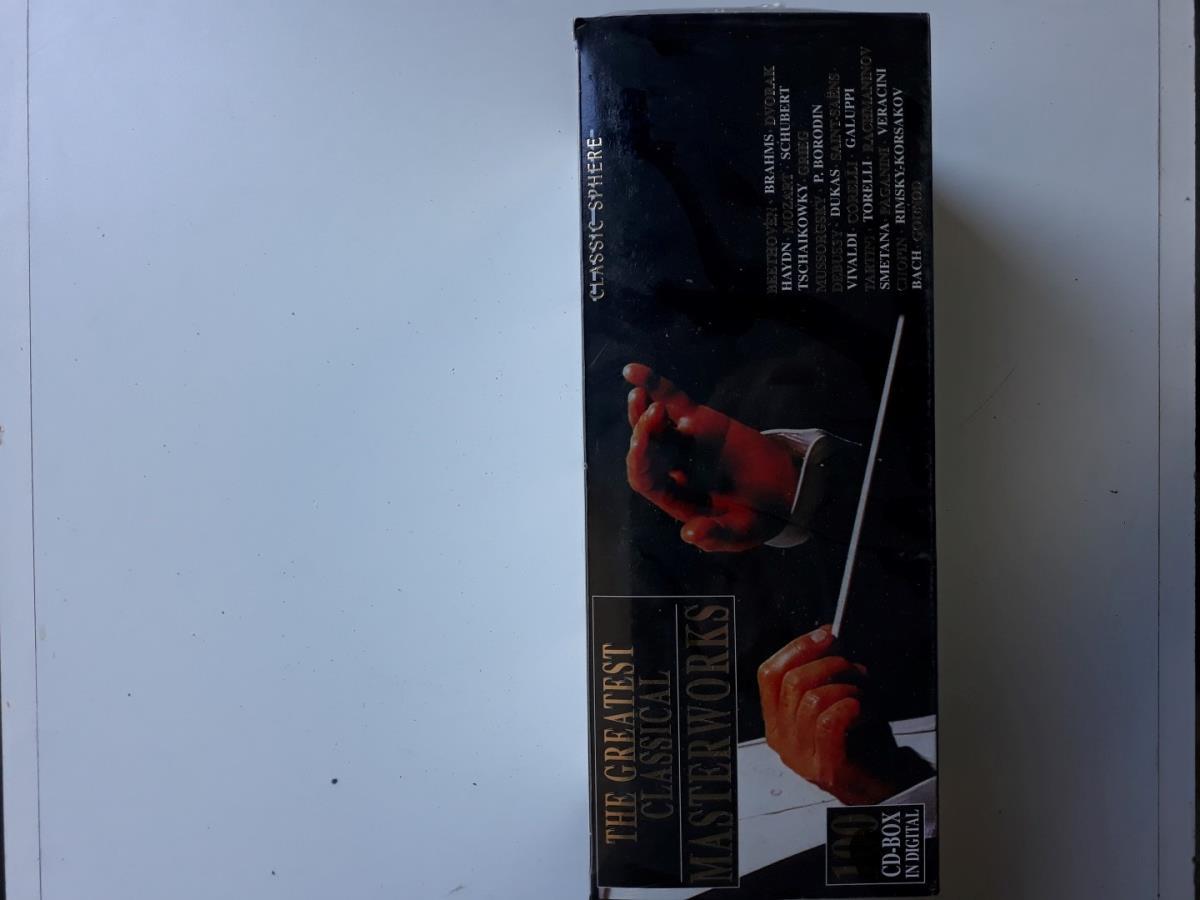 THE GREATEST
CLASSICAL
MASTERWORKS
CLASSIC SPHERE
BEETHOVEN · BRAHMS · DVORAK
HAYDN · MOZART · SCHUBERT
TSCHAIKOWKY · GRIEG
MUSSORGSKY · P. BORODIN
DEBUSSY · DUKAS · SAINT-SAËNS
VIVALDI · CORELLI · GALUPPI
TARTINI · TORELLI · RACHMANINOV
SMETANA · PAGANINI · VERACINI
CHOPIN · RIMSKY-KORSAKOV
BACH · GOUNOD
100
CD-BOX
IN DIGITAL